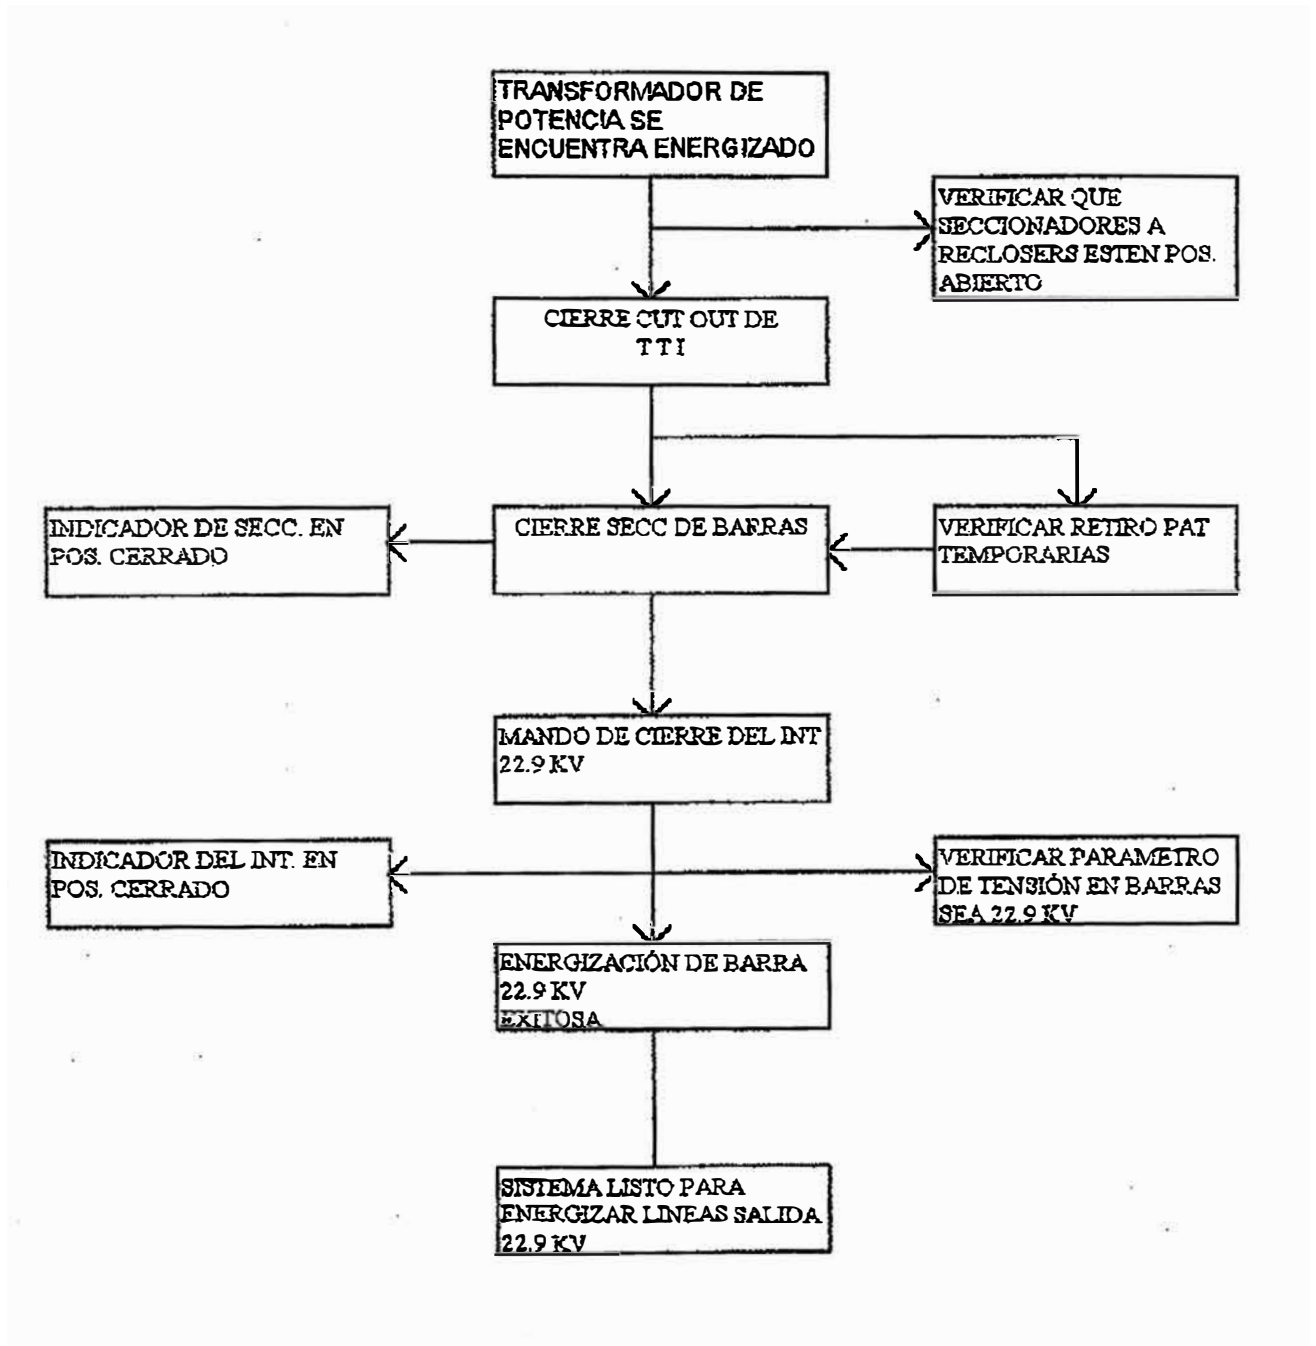 TRANSFORMADOR DE
POTENCIA SE
ENCUENTRA ENERGIZADO
VERIFICAR QUE
SECCIONADORES A
RECLOSERS ESTEN POS.
ABIERTO
CIERRE CUT OUT DE
T T I
INDICADOR DE SECC. EN
POS. CERRADO
CIERRE SECC DE BARRAS
VERIFICAR RETIRO PAT
TEMPORARIAS
MANDO DE CIERRE DEL INT
22.9 KV
INDICADOR DEL INT. EN
POS. CERRADO
VERIFICAR PARAMETRO
DE TENSIÓN EN BARRAS
SEA 22.9 KV
ENERGIZACIÓN DE BARRA
22.9 KV
EXITOSA
SISTEMA LISTO PARA
ENERGIZAR LINEAS SALIDA
22.9 KV